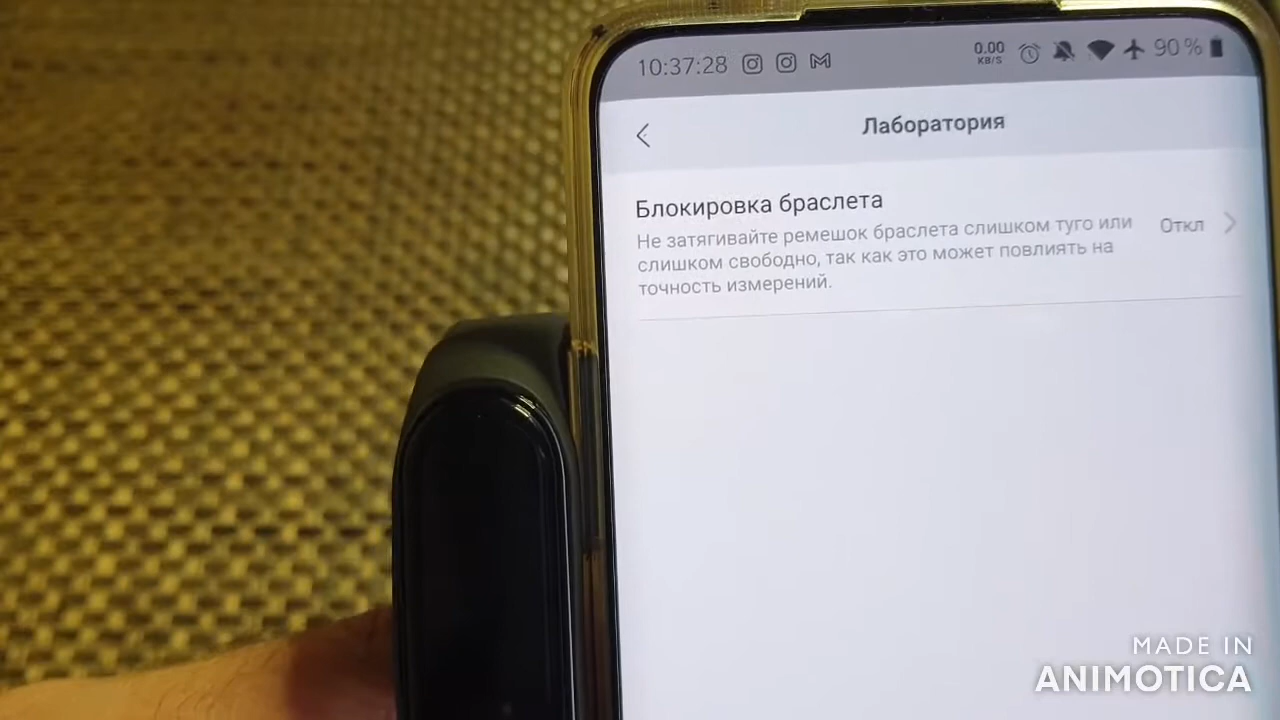 10:37:28
0.00
KB/S
90 %
Лаборатория
Блокировка браслета
Не затягивайте ремешок браслета слишком туго или
слишком свободно, так как это может повлиять на
точность измерений.
Откл
MADE IN
ANIMOTICA